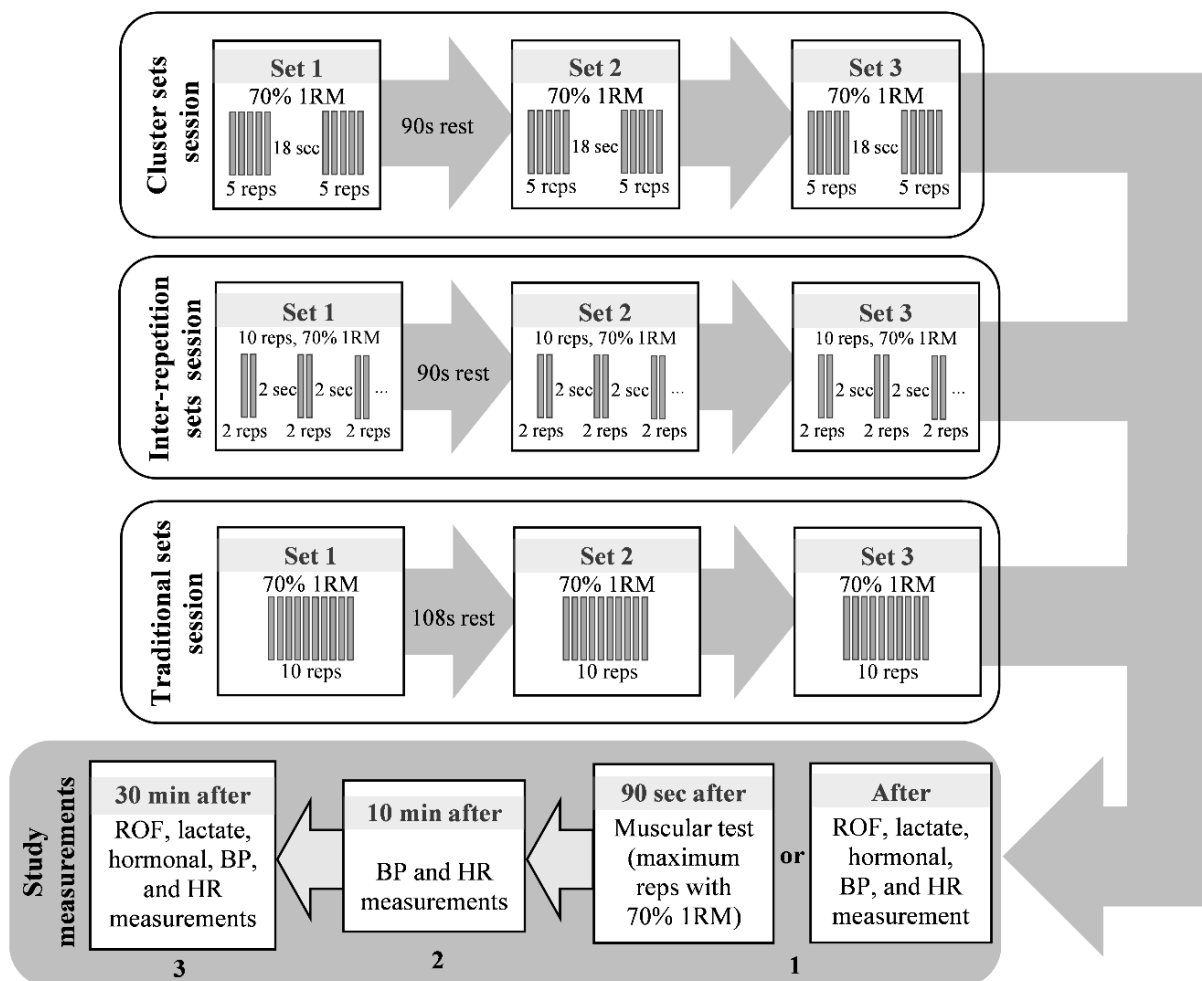 Cluster sets
session
Set 1
70% 1RM
18 sec
5 reps 5 reps
90s rest
Set 2
70% 1RM
18 sec
5 reps 5 reps
Set 3
70% 1RM
18 sec
5 reps 5 reps
Inter-repetition
sets session
Set 1
10 reps, 70% 1RM
2 sec 2 sec ...
2 reps 2 reps 2 reps
90s rest
Set 2
10 reps, 70% 1RM
2 sec 2 sec ...
2 reps 2 reps 2 reps
Set 3
10 reps, 70% 1RM
2 sec 2 sec ...
2 reps 2 reps 2 reps
Traditional sets
session
Set 1
70% 1RM
10 reps
108s rest
Set 2
70% 1RM
10 reps
Set 3
70% 1RM
10 reps
Study
measurements
30 min after
ROF, lactate,
hormonal, BP,
and HR
measurements
3
10 min after
BP and HR
measurements
2
90 sec after
Muscular test
(maximum
reps with
70% 1RM)
or
After
ROF, lactate,
hormonal,
BP, and HR
measurement
1